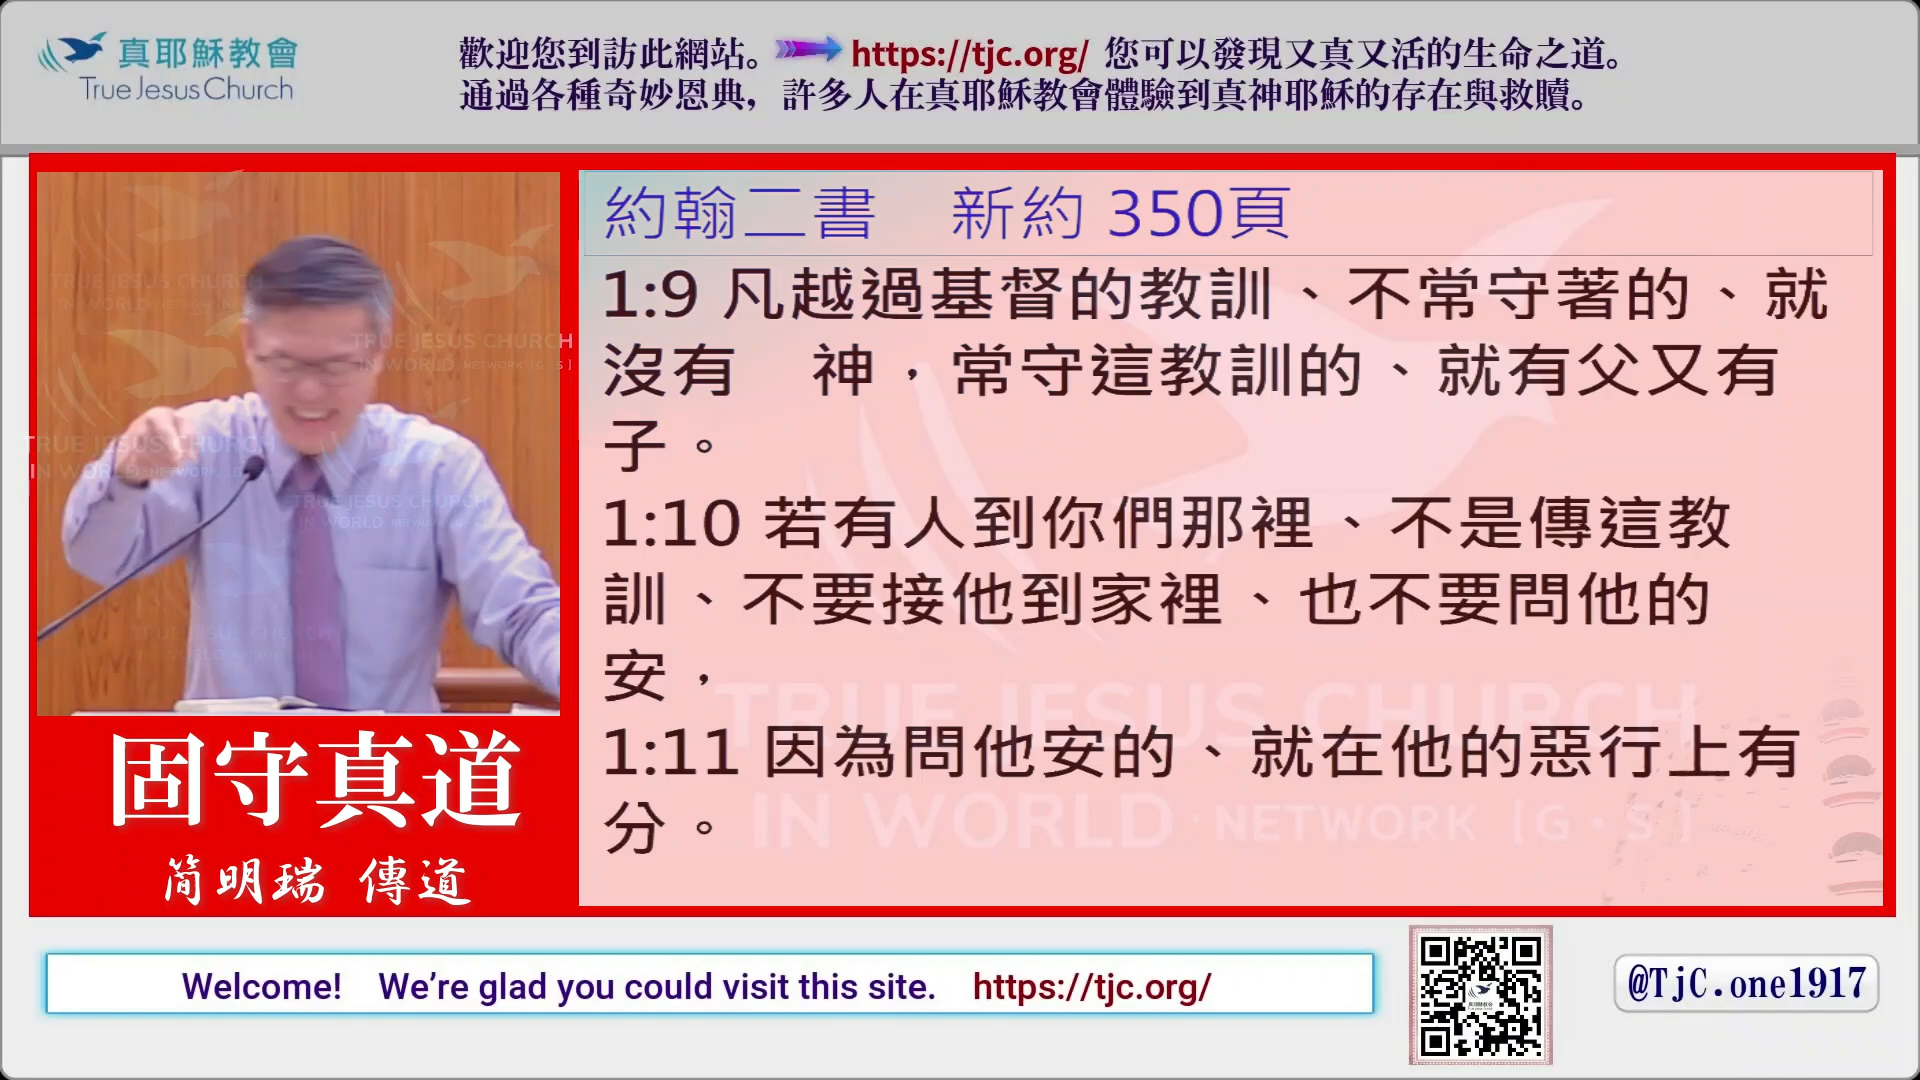 真耶穌教會
True Jesus Church
歡迎您到訪此網站。 https://tjc.org/ 您可以發現又真又活的生命之道。
通過各種奇妙恩典，許多人在真耶穌教會體驗到真神耶穌的存在與救贖。
約翰二書 新約 350頁
1:9 凡越過基督的教訓、不常守著的、就
沒有 神，常守這教訓的、就有父又有
子。
1:10 若有人到你們那裡、不是傳這教
訓、不要接他到家裡、也不要問他的
安，
1:11 因為問他安的、就在他的惡行上有
分。
TRUE JESUS CHURCH
IN WORLD · NETWORK [G · S]
固守真道
簡明瑞 傳道
Welcome! We’re glad you could visit this site. https://tjc.org/
@TjC.one1917